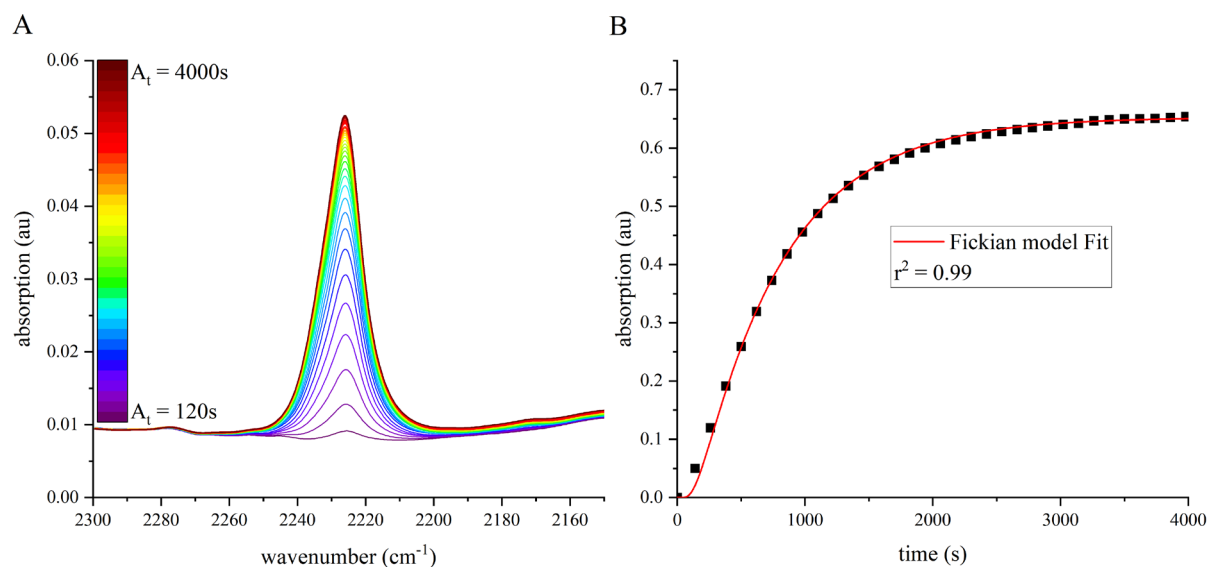 A
0.06
0.05
0.04
0.03
0.02
0.01
0.00
absorption (au)
Aₜ = 4000s
Aₜ = 120s
2300 2280 2260 2240 2220 2200 2180 2160
wavenumber (cm⁻¹)
B
0.7
0.6
0.5
0.4
0.3
0.2
0.1
0.0
absorption (au)
Fickian model Fit
r² = 0.99
0 1000 2000 3000 4000
time (s)